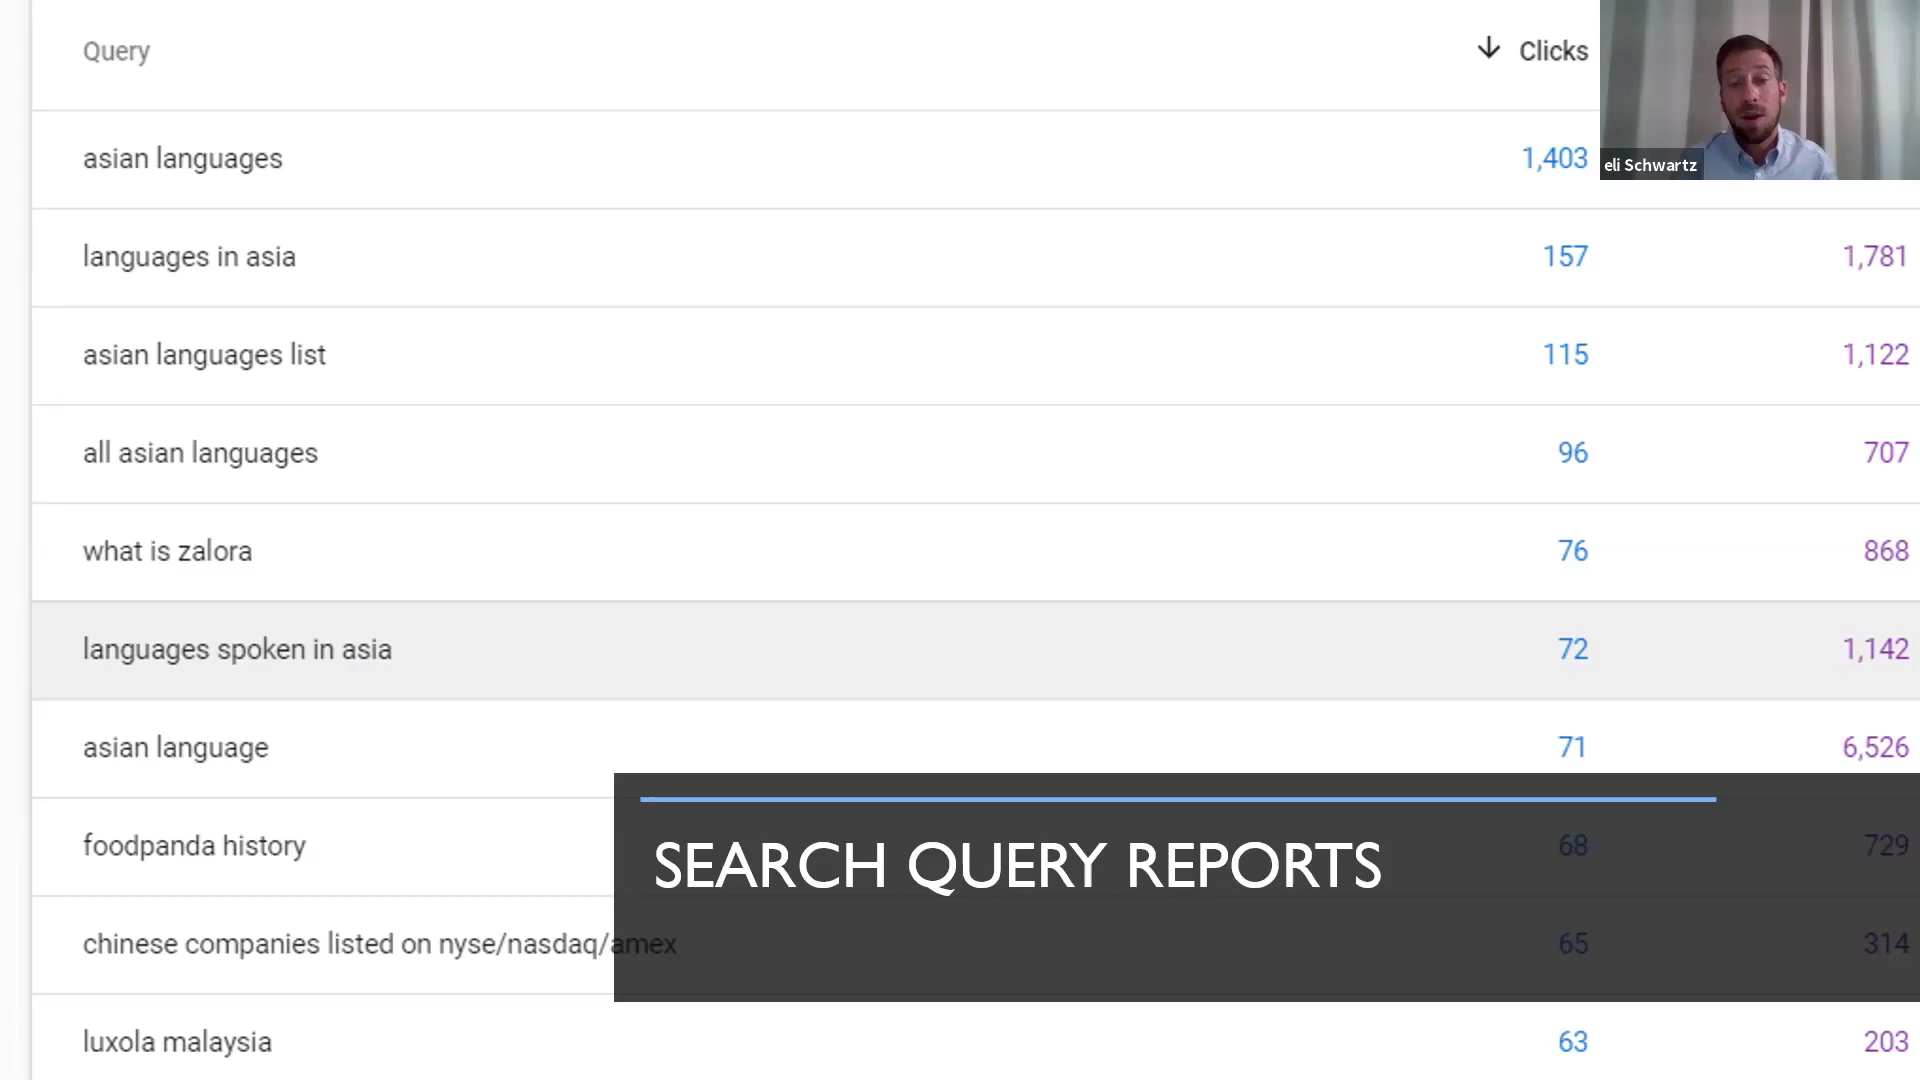 Query Clicks
asian languages 1,403
eli Schwartz
languages in asia 157 1,781
asian languages list 115 1,122
all asian languages 96 707
what is zalora 76 868
languages spoken in asia 72 1,142
asian language 71 6,526
foodpanda history 68 729
SEARCH QUERY REPORTS
chinese companies listed on nyse/nasdaq/amex 65 314
luxola malaysia 63 203